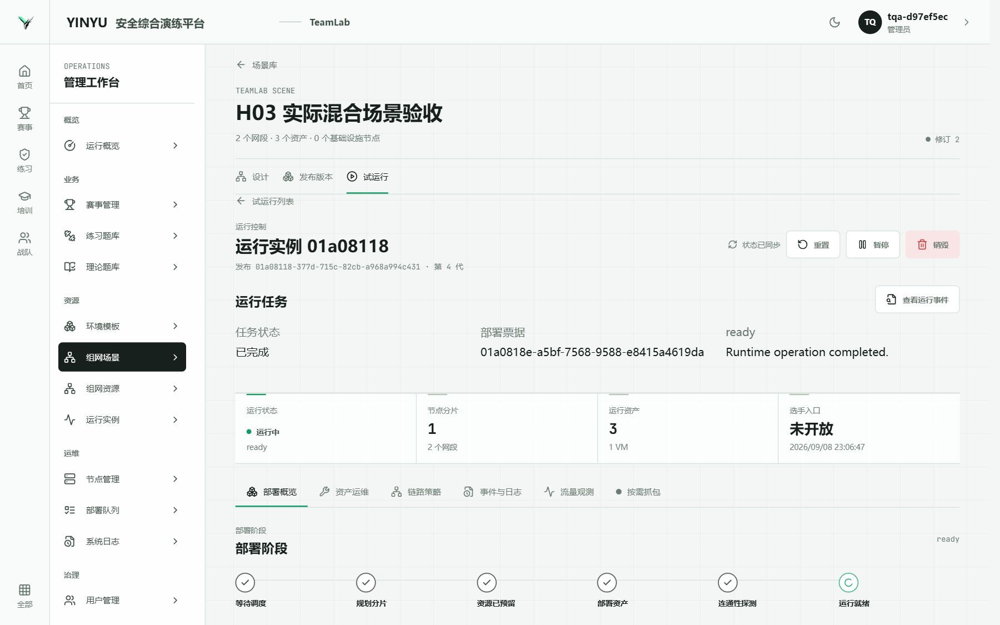 YINYU 安全综合演练平台
TeamLab
TQ
tqa-d97ef5ec
管理员
首页
赛事
练习
培训
战队
全部
OPERATIONS
管理工作台
概览
运行概览
业务
赛事管理
练习题库
理论题库
资源
环境模板
组网场景
组网资源
运行实例
运维
节点管理
部署队列
系统日志
治理
用户管理
场景库
TEAMLAB SCENE
H03 实际混合场景验收
2 个网段 · 3 个资产 · 0 个基础设施节点
修订 2
设计
发布版本
试运行
试运行列表
运行控制
运行实例 01a08118
发布 01a08118-377d-715c-82cb-a968a994c431 · 第 4 代
状态已同步
重置
暂停
销毁
运行任务
查看运行事件
任务状态
已完成
部署票据
01a0818e-a5bf-7568-9588-e8415a4619da
ready
Runtime operation completed.
运行状态
运行中
ready
节点分片
1
2 个网段
运行资产
3
1 VM
选手入口
未开放
2026/09/08 23:06:47
部署概览
资产运维
链路策略
事件与日志
流量观测
按需抓包
部署阶段
部署阶段
ready
等待调度
规划分片
资源已预留
部署资产
连通性探测
运行就绪